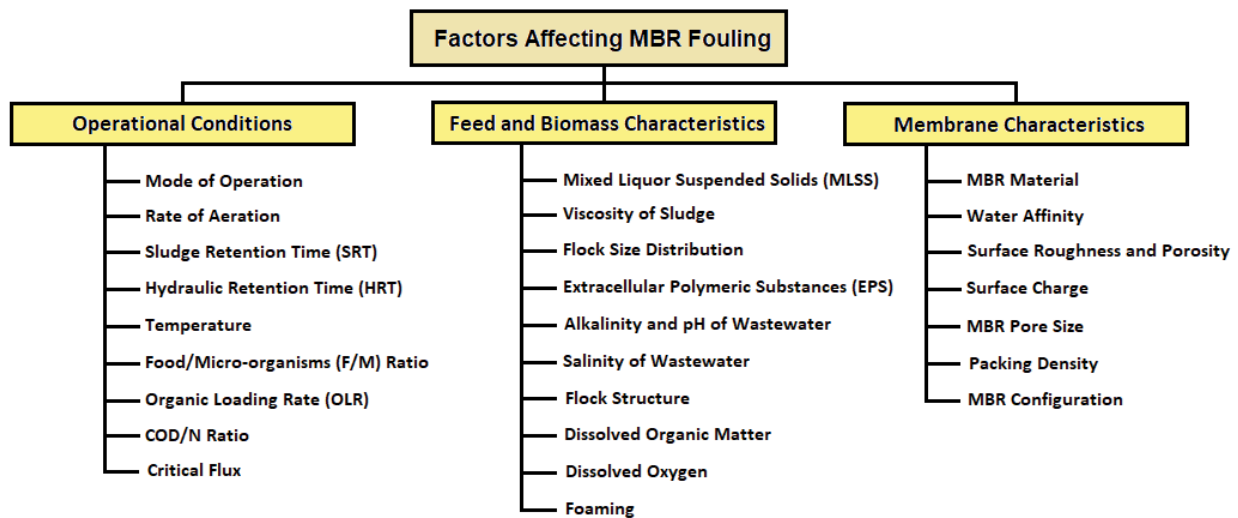 Factors Affecting MBR Fouling
Operational Conditions
Mode of Operation
Rate of Aeration
Sludge Retention Time (SRT)
Hydraulic Retention Time (HRT)
Temperature
Food/Micro-organisms (F/M) Ratio
Organic Loading Rate (OLR)
COD/N Ratio
Critical Flux
Feed and Biomass Characteristics
Mixed Liquor Suspended Solids (MLSS)
Viscosity of Sludge
Flock Size Distribution
Extracellular Polymeric Substances (EPS)
Alkalinity and pH of Wastewater
Salinity of Wastewater
Flock Structure
Dissolved Organic Matter
Dissolved Oxygen
Foaming
Membrane Characteristics
MBR Material
Water Affinity
Surface Roughness and Porosity
Surface Charge
MBR Pore Size
Packing Density
MBR Configuration